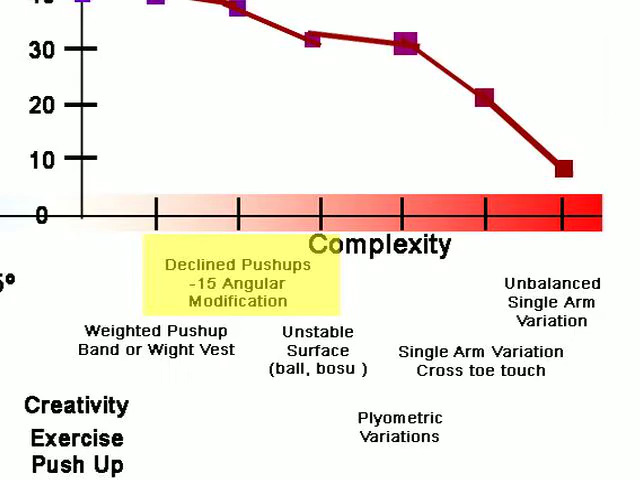 30
20
10
0
Complexity
5º
Declined Pushups
-15 Angular
Modification
Unbalanced
Single Arm
Variation
Weighted Pushup
Band or Wight Vest
Unstable
Surface
(ball, bosu )
Single Arm Variation
Cross toe touch
Creativity
Plyometric
Variations
Exercise
Push Up